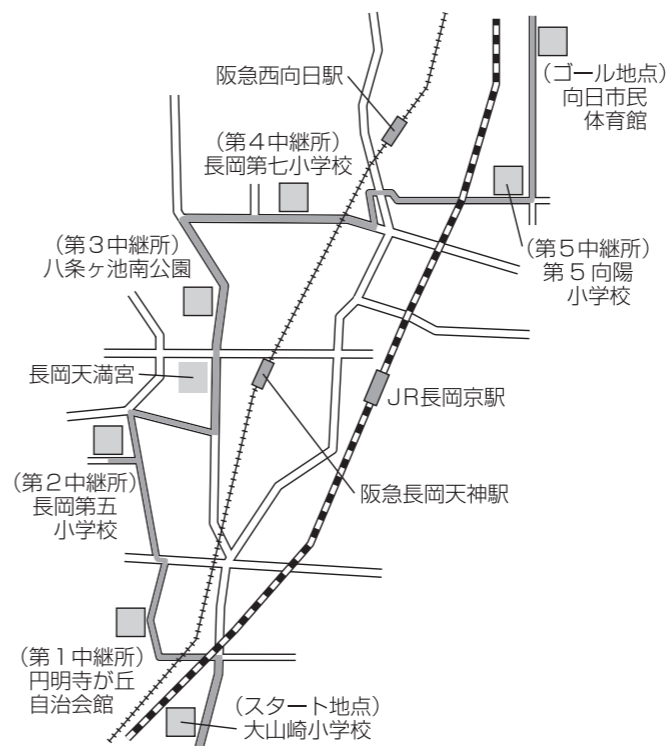 阪急西向日駅
(ゴール地点)
向日市民
体育館
(第4中継所)
長岡第七小学校
(第3中継所)
八条ヶ池南公園
(第5中継所)
第5向陽
小学校
長岡天満宮
JR長岡京駅
(第2中継所)
長岡第五
小学校
阪急長岡天神駅
(第1中継所)
円明寺が丘
自治会館
(スタート地点)
大山崎小学校